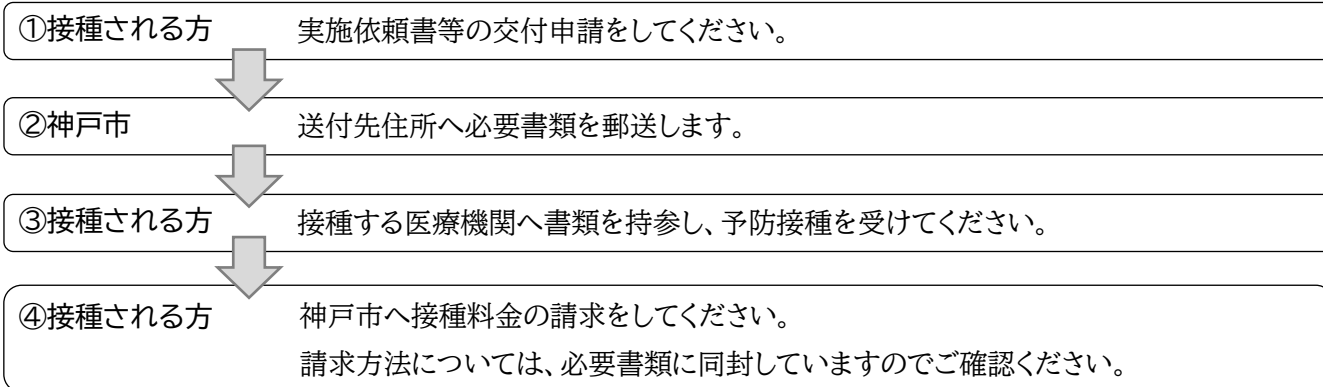 ①接種される方 実施依頼書等の交付申請をしてください。
②神戸市 送付先住所へ必要書類を郵送します。
③接種される方 接種する医療機関へ書類を持参し、予防接種を受けてください。
④接種される方 神戸市へ接種料金の請求をしてください。
請求方法については、必要書類に同封していますのでご確認ください。